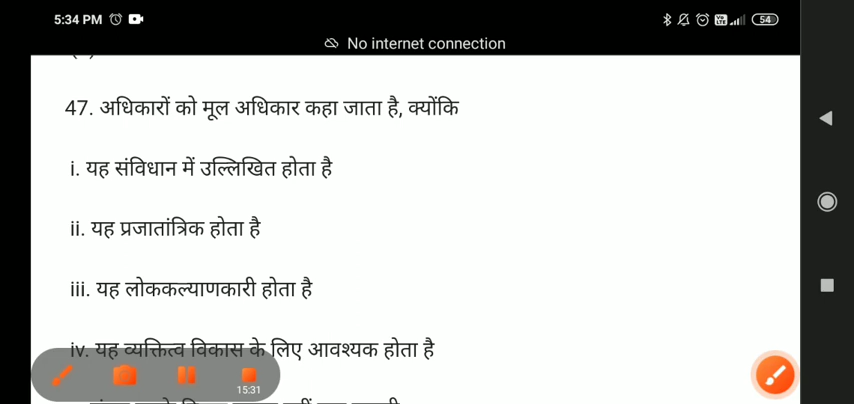 5:34 PM 54
No internet connection
47. अधिकारों को मूल अधिकार कहा जाता है, क्योंकि
i. यह संविधान में उल्लिखित होता है
ii. यह प्रजातांत्रिक होता है
iii. यह लोककल्याणकारी होता है
iv. यह व्यक्तित्व विकास के लिए आवश्यक होता है
15:31